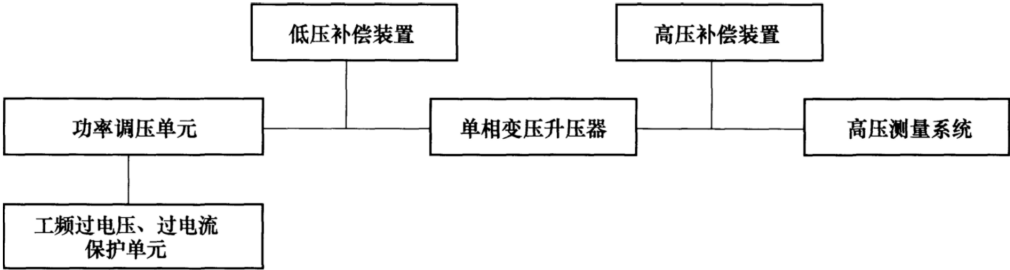 低压补偿装置
高压补偿装置
功率调压单元
单相变压升压器
高压测量系统
工频过电压、过电流
保护单元